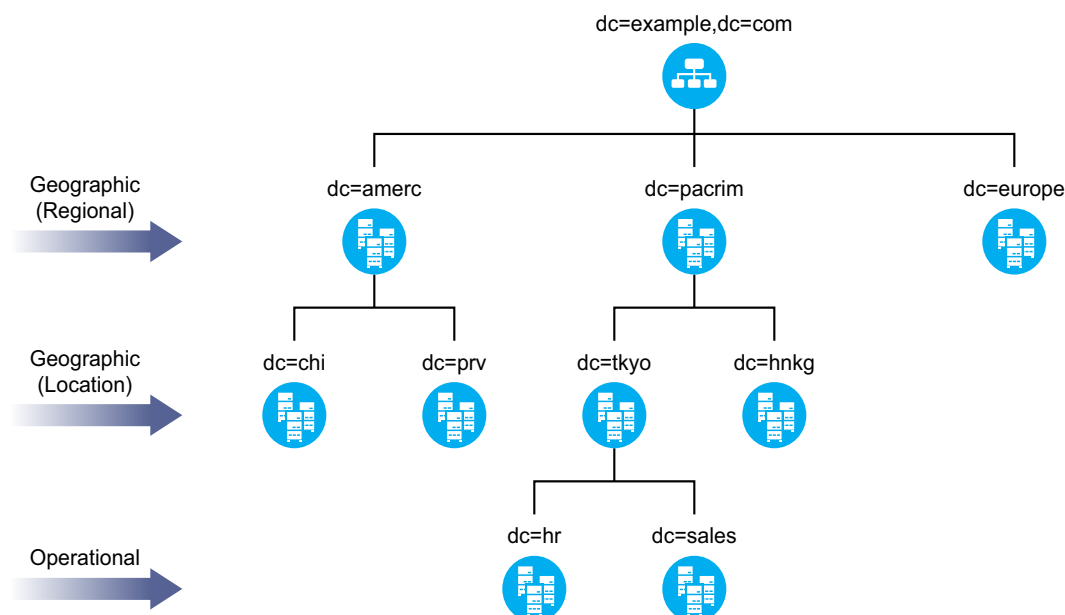 dc=example,dc=com
Geographic
(Regional)
dc=amerc
dc=pacrim
dc=europe
Geographic
(Location)
dc=chi
dc=prv
dc=tkyo
dc=hnkg
Operational
dc=hr
dc=sales